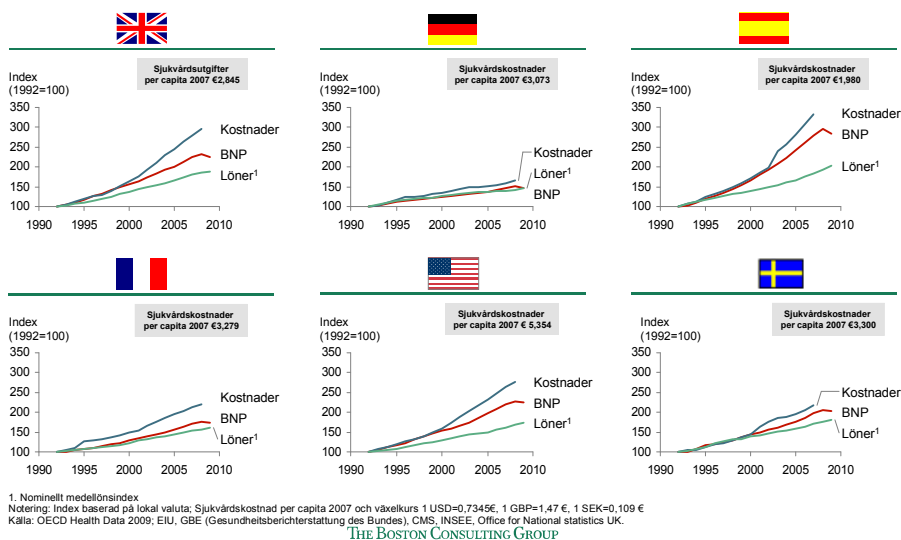 Sjukvårdsutgifter
per capita 2007 €2,845
Index
(1992=100)
350
300
250
200
150
100
1990
1995
2000
2005
2010
Kostnader
BNP
Löner1
Sjukvårdskostnader
per capita 2007 €3,073
Index
(1992=100)
350
300
250
200
150
100
1990
1995
2000
2005
2010
Kostnader
Löner1
BNP
Sjukvårdskostnader
per capita 2007 €1,980
Index
(1992=100)
350
300
250
200
150
100
1990
1995
2000
2005
2010
Kostnader
BNP
Löner1
Sjukvårdskostnader
per capita 2007 €3,279
Index
(1992=100)
350
300
250
200
150
100
1990
1995
2000
2005
2010
Kostnader
BNP
Löner1
Sjukvårdskostnader
per capita 2007 € 5,354
Index
(1992=100)
350
300
250
200
150
100
1990
1995
2000
2005
2010
Kostnader
BNP
Löner1
Sjukvårdskostnader
per capita 2007 €3,300
Index
(1992=100)
350
300
250
200
150
100
1990
1995
2000
2005
2010
Kostnader
BNP
Löner1
1. Nominellt medellönsindex
Notering: Index baserad på lokal valuta; Sjukvårdskostnad per capita 2007 och växelkurs 1 USD=0,7345€, 1 GBP=1,47 €, 1 SEK=0,109 €
Källa: OECD Health Data 2009; EIU, GBE (Gesundheitsberichterstattung des Bundes), CMS, INSEE, Office for National statistics UK.
THE BOSTON CONSULTING GROUP